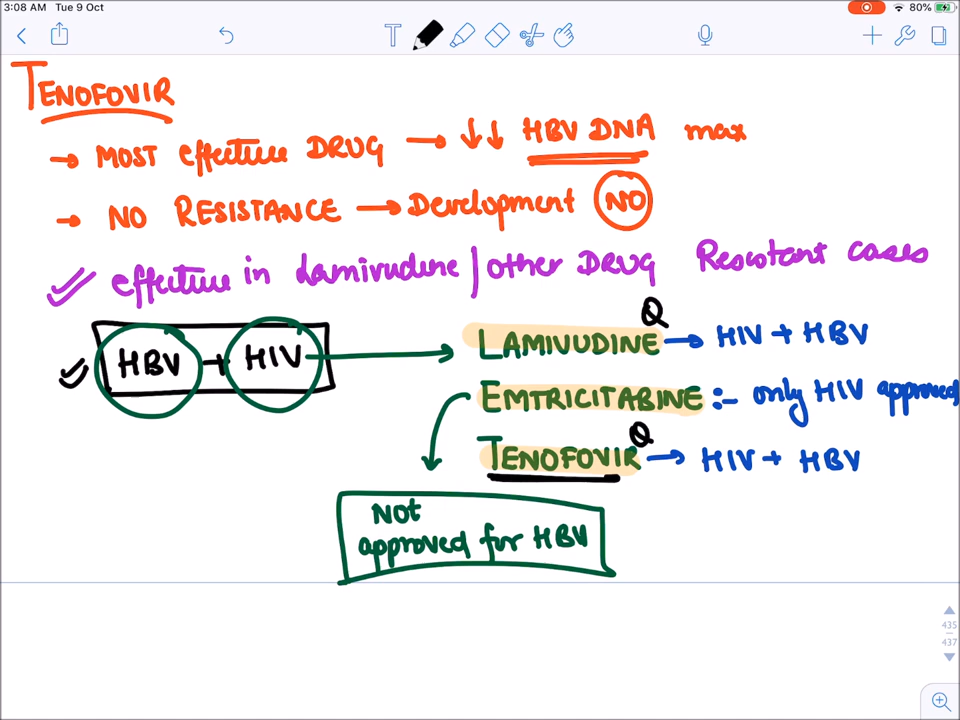 3:08 AM Tue 9 Oct
80%
TENOFOVIR
→ MOST effective DRUG → ↓↓ HBV DNA max
→ NO RESISTANCE → Development NO
effective in Lamivudine / other DRUG Resistant cases
HBV + HIV → LAMIVUDINE Q → HIV + HBV
EMTRICITABINE :- only HIV approved
TENOFOVIR Q → HIV + HBV
Not
approved for HBV
435
437